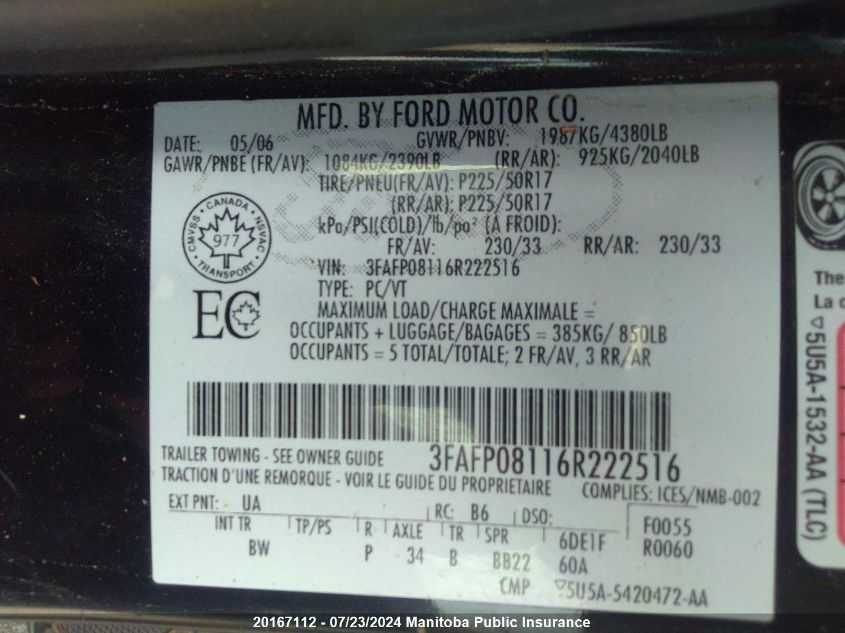 MFD. BY FORD MOTOR CO.
DATE: 05/06 GVWR/PNBV: 1987KG/4380LB
GAWR/PNBE (FR/AV): 1084KG/2390LB (RR/AR): 925KG/2040LB
TIRE/PNEU(FR/AV): P225/50R17
(RR/AR): P225/50R17
kPa/PSI(COLD)/lb/po² (A FROID):
FR/AV: 230/33 RR/AR: 230/33
VIN: 3FAFP08116R222516
TYPE: PC/VT
MAXIMUM LOAD/CHARGE MAXIMALE =
OCCUPANTS + LUGGAGE/BAGAGES = 385KG/ 850LB
OCCUPANTS = 5 TOTAL/TOTALE; 2 FR/AV, 3 RR/AR
CMVSS · CANADA · NSVAC
977
· TRANSPORT ·
EC
3FAFP08116R222516
TRAILER TOWING - SEE OWNER GUIDE
TRACTION D'UNE REMORQUE - VOIR LE GUIDE DU PROPRIETAIRE
COMPLIES: ICES/NMB-002
EXT PNT: UA RC: B6 DSO: F0055
INT TR TP/PS R AXLE TR SPR 6DE1F R0060
BW P 34 B BB22 60A
CMP ▽5U5A-5420472-AA
The
La c
▽5U5A-1532-AA (TLC)
20167112 - 07/23/2024 Manitoba Public Insurance